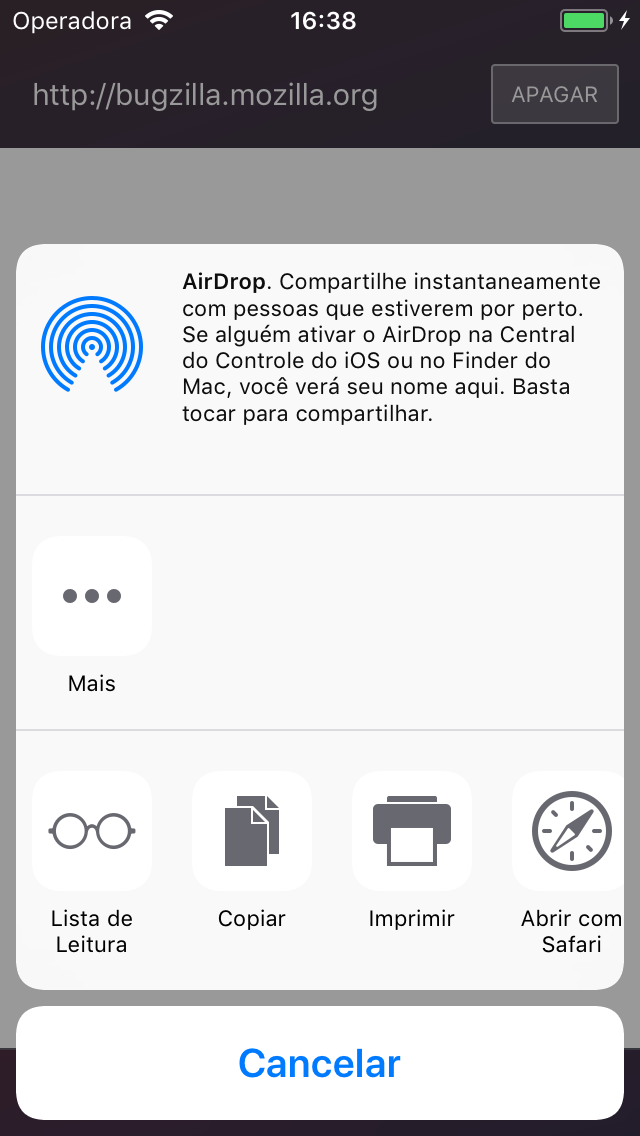 Operadora 16:38
http://bugzilla.mozilla.org APAGAR
AirDrop. Compartilhe instantaneamente
com pessoas que estiverem por perto.
Se alguém ativar o AirDrop na Central
do Controle do iOS ou no Finder do
Mac, você verá seu nome aqui. Basta
tocar para compartilhar.
Mais
Lista de Leitura
Copiar
Imprimir
Abrir com Safari
Cancelar